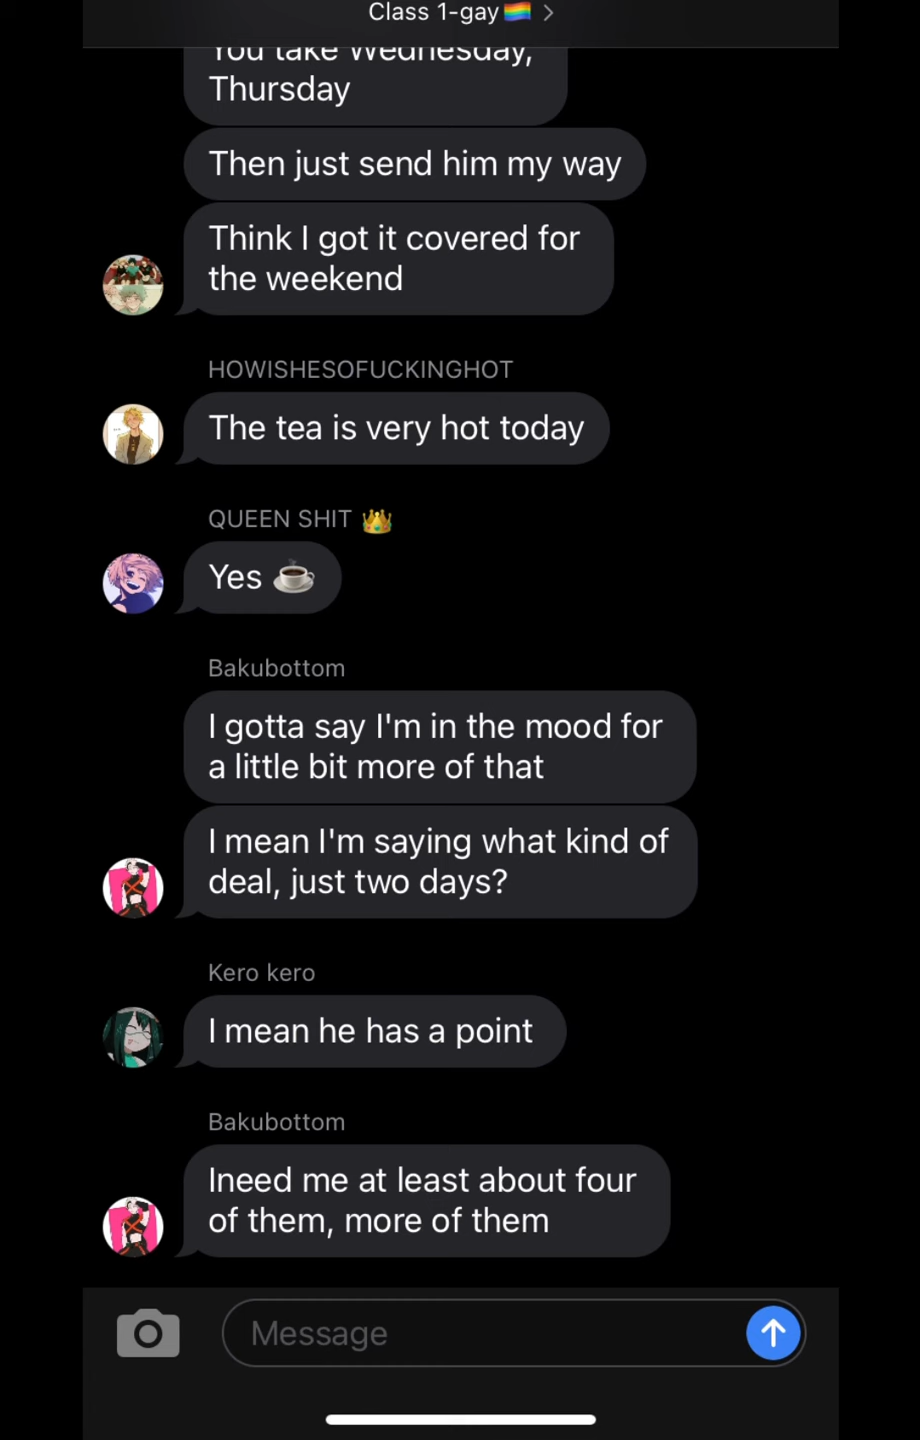 Class 1-gay🏳️‍🌈 >
You take Wednesday,
Thursday
Then just send him my way
Think I got it covered for
the weekend
HOWISHESOFUCKINGHOT
The tea is very hot today
QUEEN SHIT 👑
Yes ☕
Bakubottom
I gotta say I'm in the mood for
a little bit more of that
I mean I'm saying what kind of
deal, just two days?
Kero kero
I mean he has a point
Bakubottom
Ineed me at least about four
of them, more of them
Message